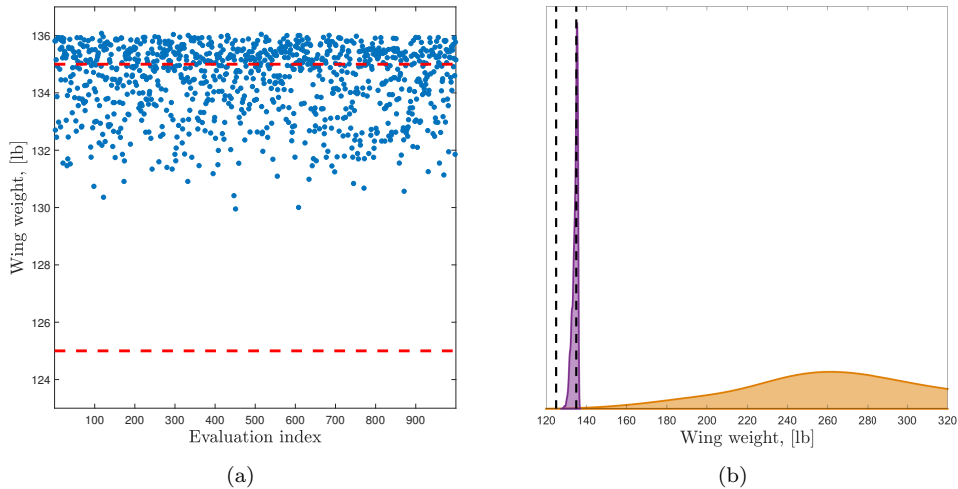 136
134
132
130
128
126
124
Wing weight, [lb]
100 200 300 400 500 600 700 800 900
Evaluation index
(a)
120 140 160 180 200 220 240 260 280 300 320
Wing weight, [lb]
(b)